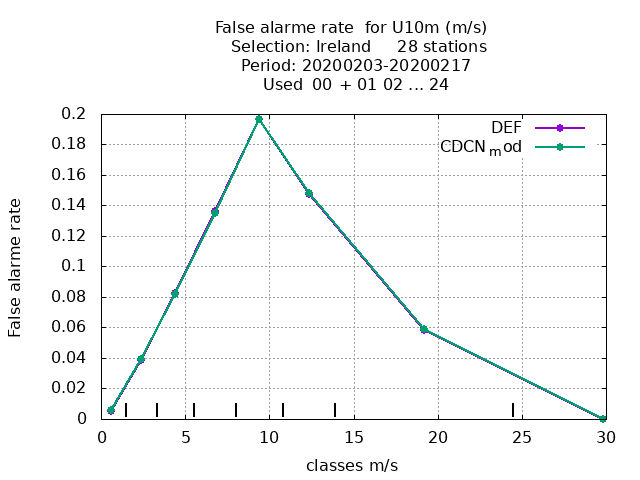 False alarme rate  for U10m (m/s)
Selection: Ireland     28 stations
Period: 20200203-20200217
Used  00 + 01 02 ... 24
DEF
CDCN_mod
False alarme rate
0.2
0.18
0.16
0.14
0.12
0.1
0.08
0.06
0.04
0.02
0
0 5 10 15 20 25 30
classes m/s